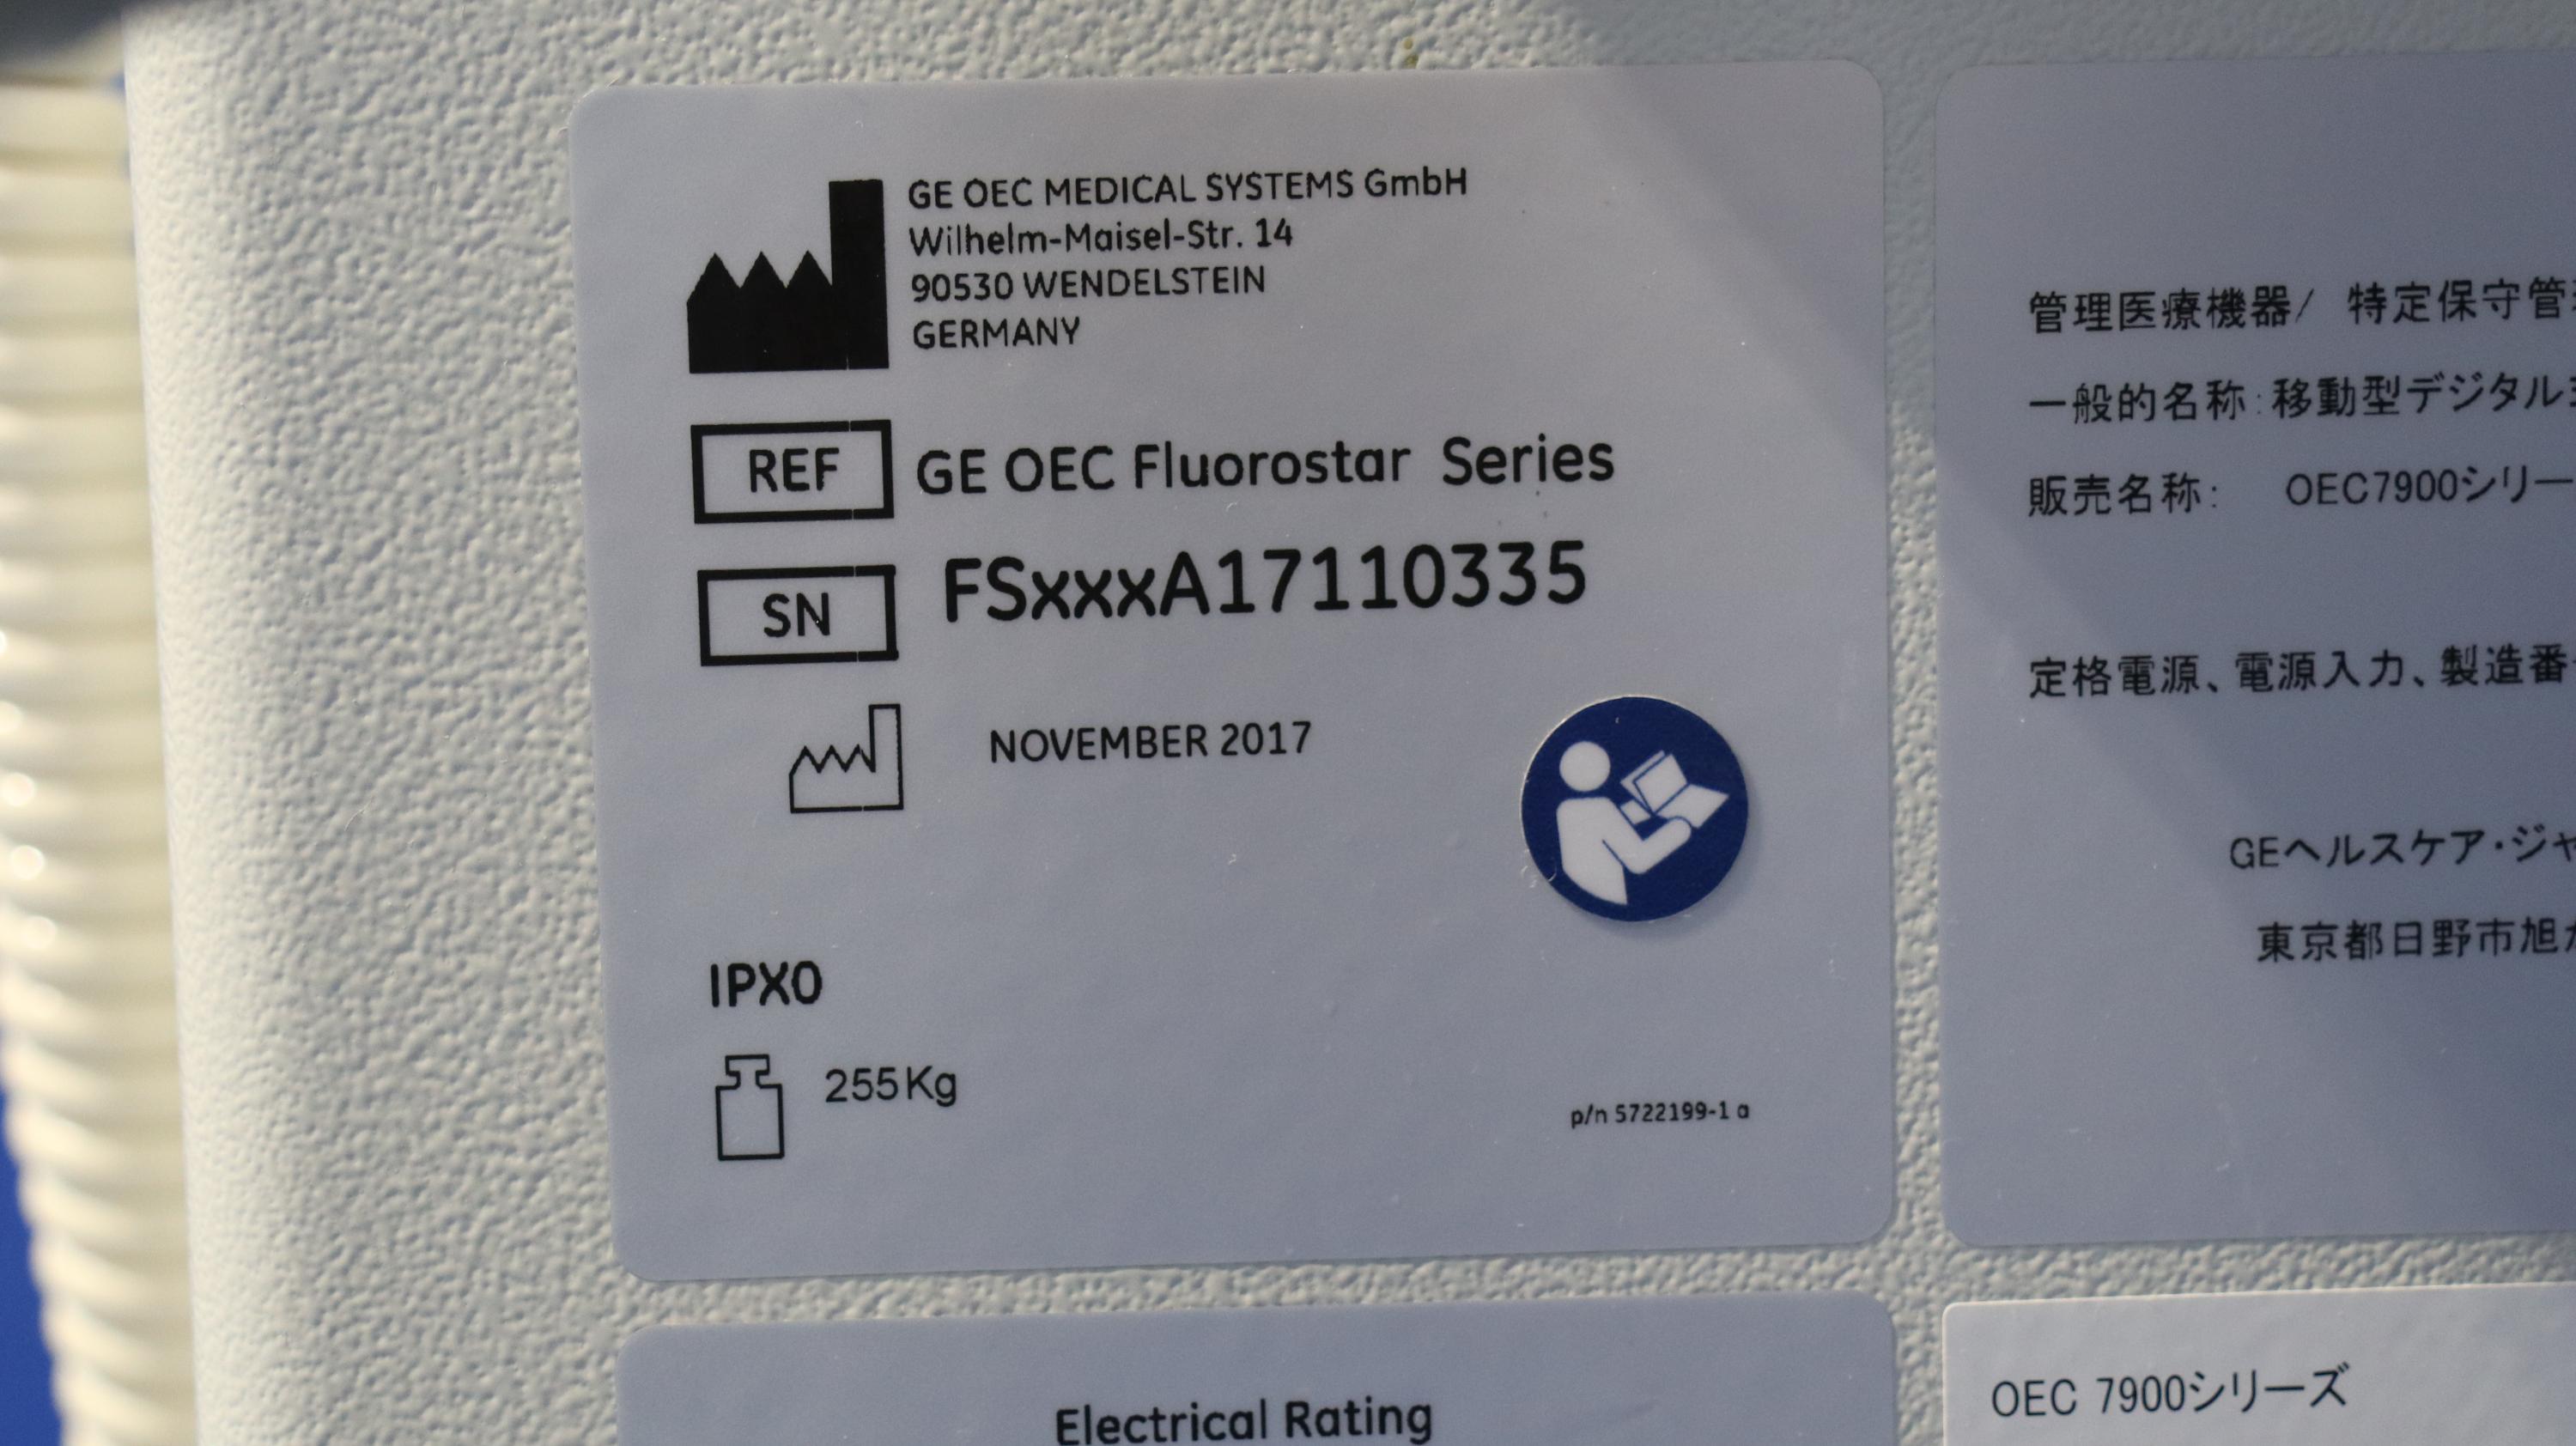 GE OEC MEDICAL SYSTEMS GmbH
Wilhelm-Maisel-Str. 14
90530 WENDELSTEIN
GERMANY
REF GE OEC Fluorostar Series
SN FSxxxA17110335
NOVEMBER 2017
IPX0
255Kg
p/n 5722199-1 a
Electrical Rating
管理医療機器/ 特定保守管
一般的名称:移動型デジタル
販売名称: OEC7900シリー
定格電源、電源入力、製造番
GEヘルスケア・ジャ
東京都日野市旭
OEC 7900シリーズ